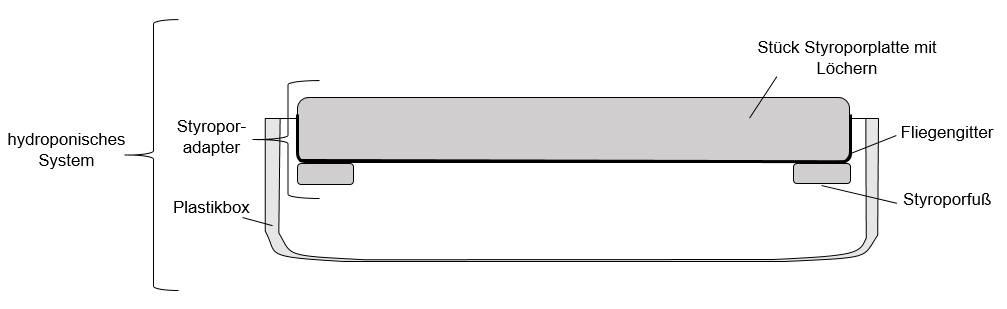 Stück Styroporplatte mit
Löchern
hydroponisches
System
Styropor-
adapter
Fliegengitter
Plastikbox
Styroporfuß